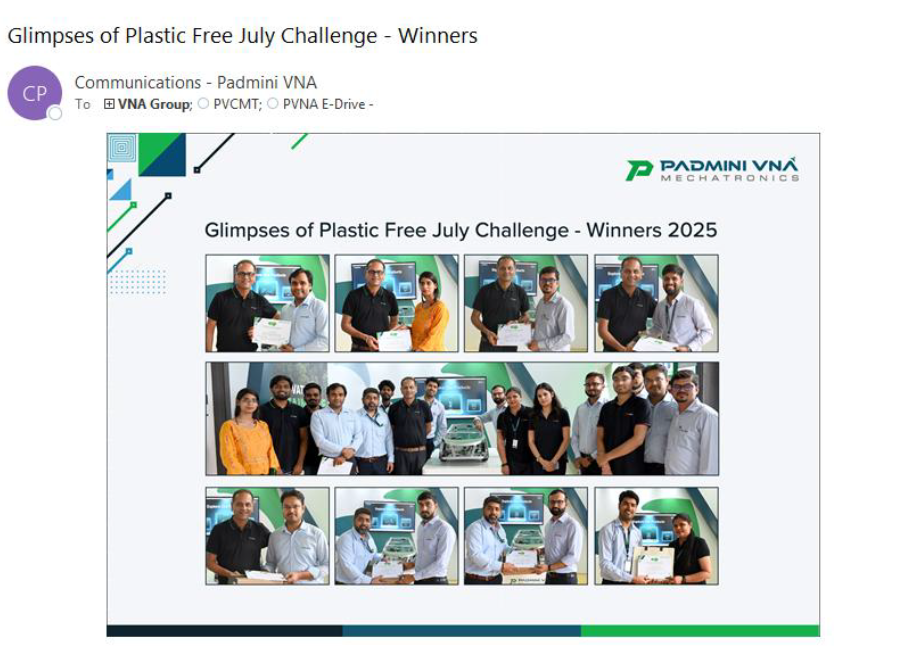 Glimpses of Plastic Free July Challenge - Winners
CP
Communications - Padmini VNA
To VNA Group; PVCMT; PVNA E-Drive -
PADMINI VNA
MECHATRONICS
Glimpses of Plastic Free July Challenge - Winners 2025